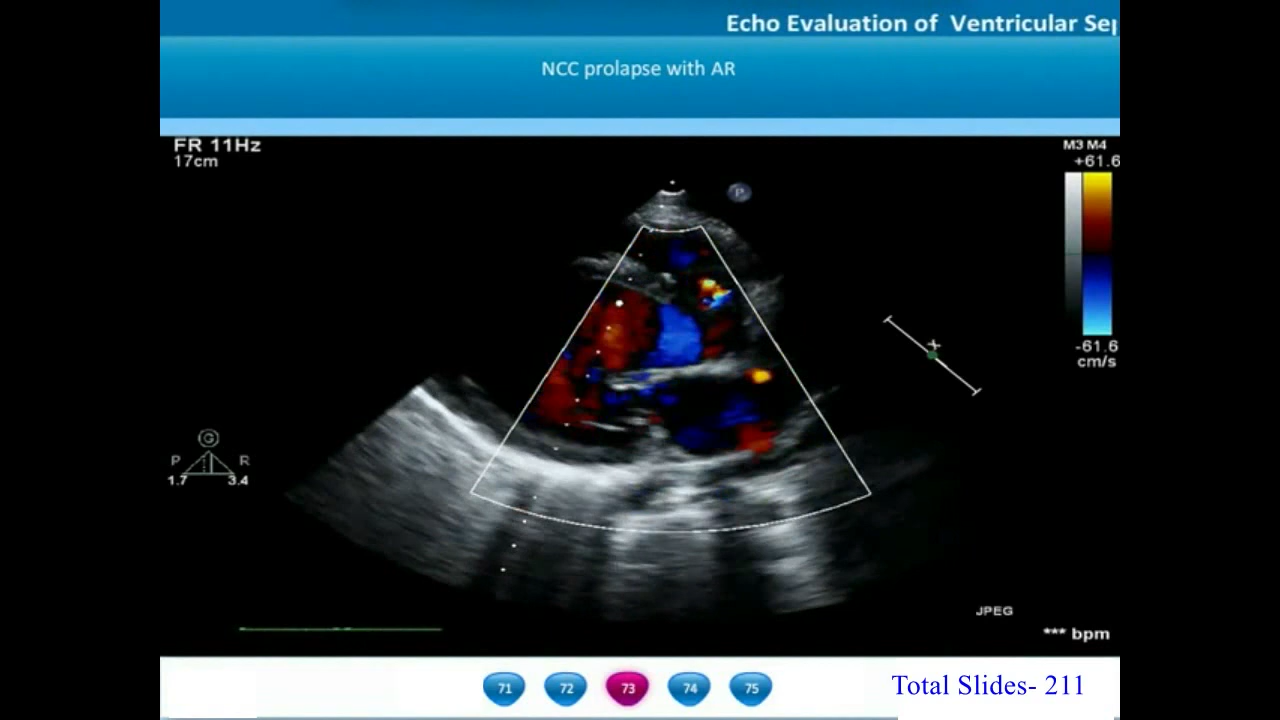 Echo Evaluation of Ventricular Se
NCC prolapse with AR
FR 11Hz
17cm
M3 M4
+61.6
P
-61.6
cm/s
x
G
P R
1.7 3.4
JPEG
*** bpm
71 72 73 74 75
Total Slides- 211